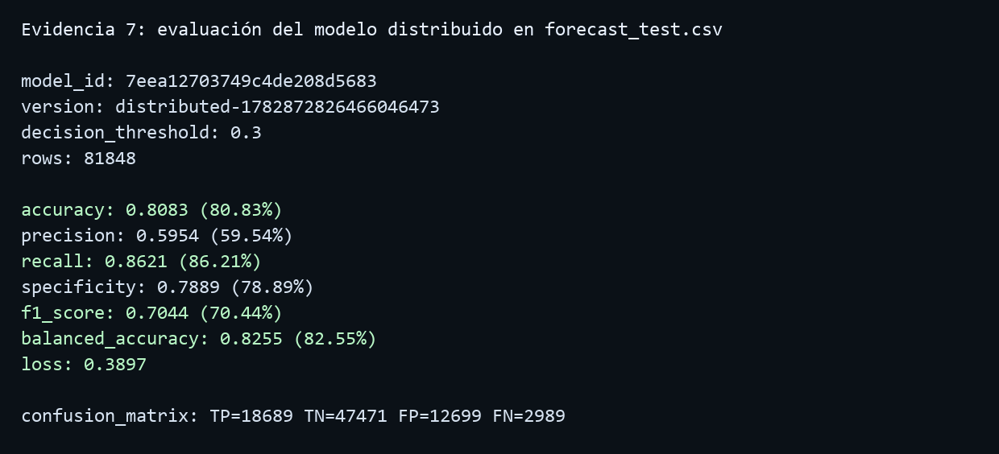 Evidencia 7: evaluación del modelo distribuido en forecast_test.csv
model_id: 7eea12703749c4de208d5683
version: distributed-1782872826466046473
decision_threshold: 0.3
rows: 81848
accuracy: 0.8083 (80.83%)
precision: 0.5954 (59.54%)
recall: 0.8621 (86.21%)
specificity: 0.7889 (78.89%)
f1_score: 0.7044 (70.44%)
balanced_accuracy: 0.8255 (82.55%)
loss: 0.3897
confusion_matrix: TP=18689 TN=47471 FP=12699 FN=2989